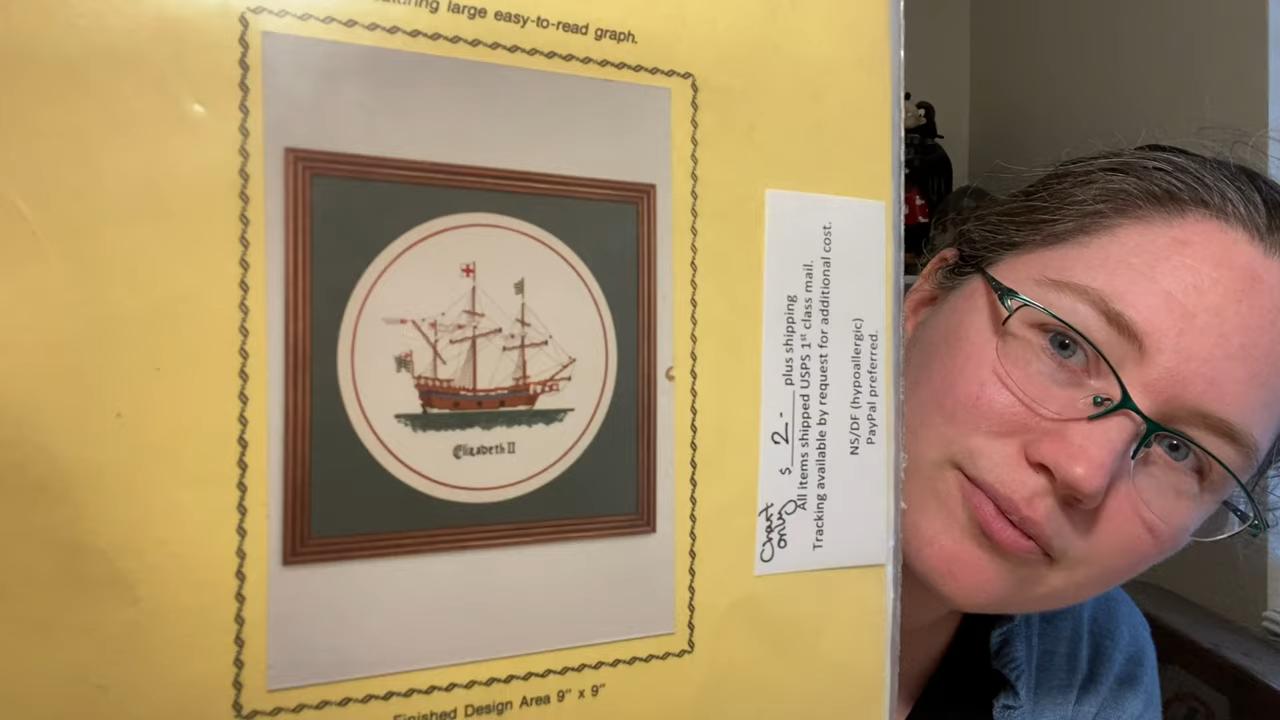 large easy-to-read graph.
Elizabeth II
Finished Design Area 9" x 9"
Chart only
$ 2 - plus shipping
All items shipped USPS 1st class mail.
Tracking available by request for additional cost.
NS/DF (hypoallergic)
PayPal preferred.